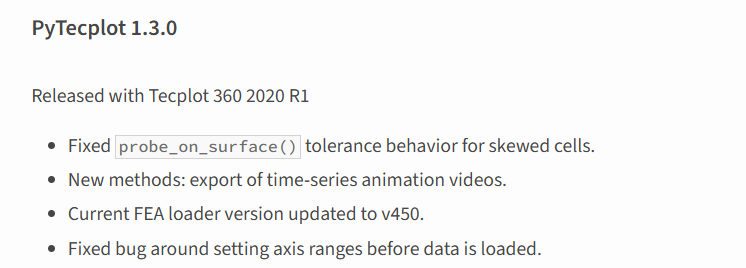 PyTecplot 1.3.0
Released with Tecplot 360 2020 R1
• Fixed probe_on_surface() tolerance behavior for skewed cells.
• New methods: export of time-series animation videos.
• Current FEA loader version updated to v450.
• Fixed bug around setting axis ranges before data is loaded.